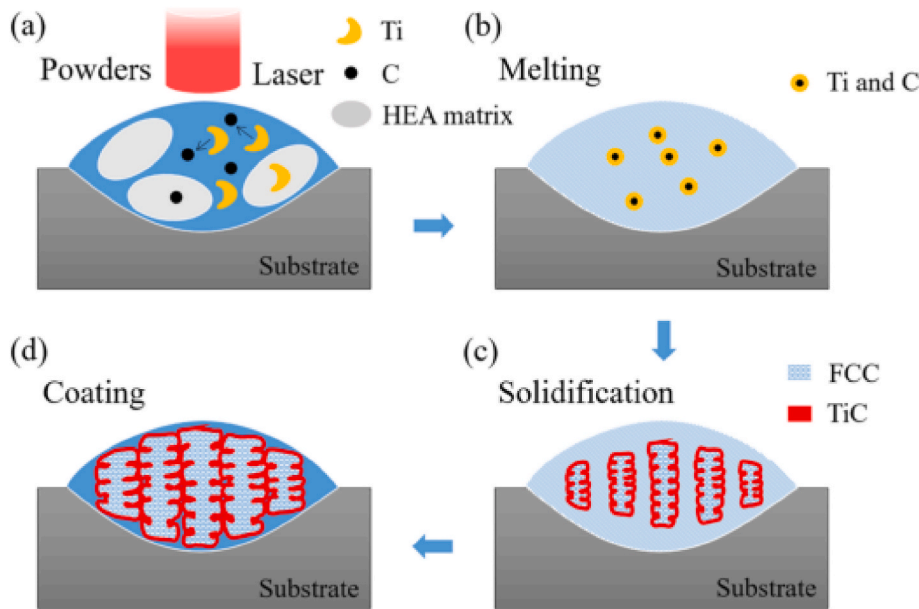 (a)
Powders
Laser
Ti
C
HEA matrix
Substrate
(b)
Melting
Ti and C
Substrate
(d)
Coating
Substrate
(c)
Solidification
FCC
TiC
Substrate